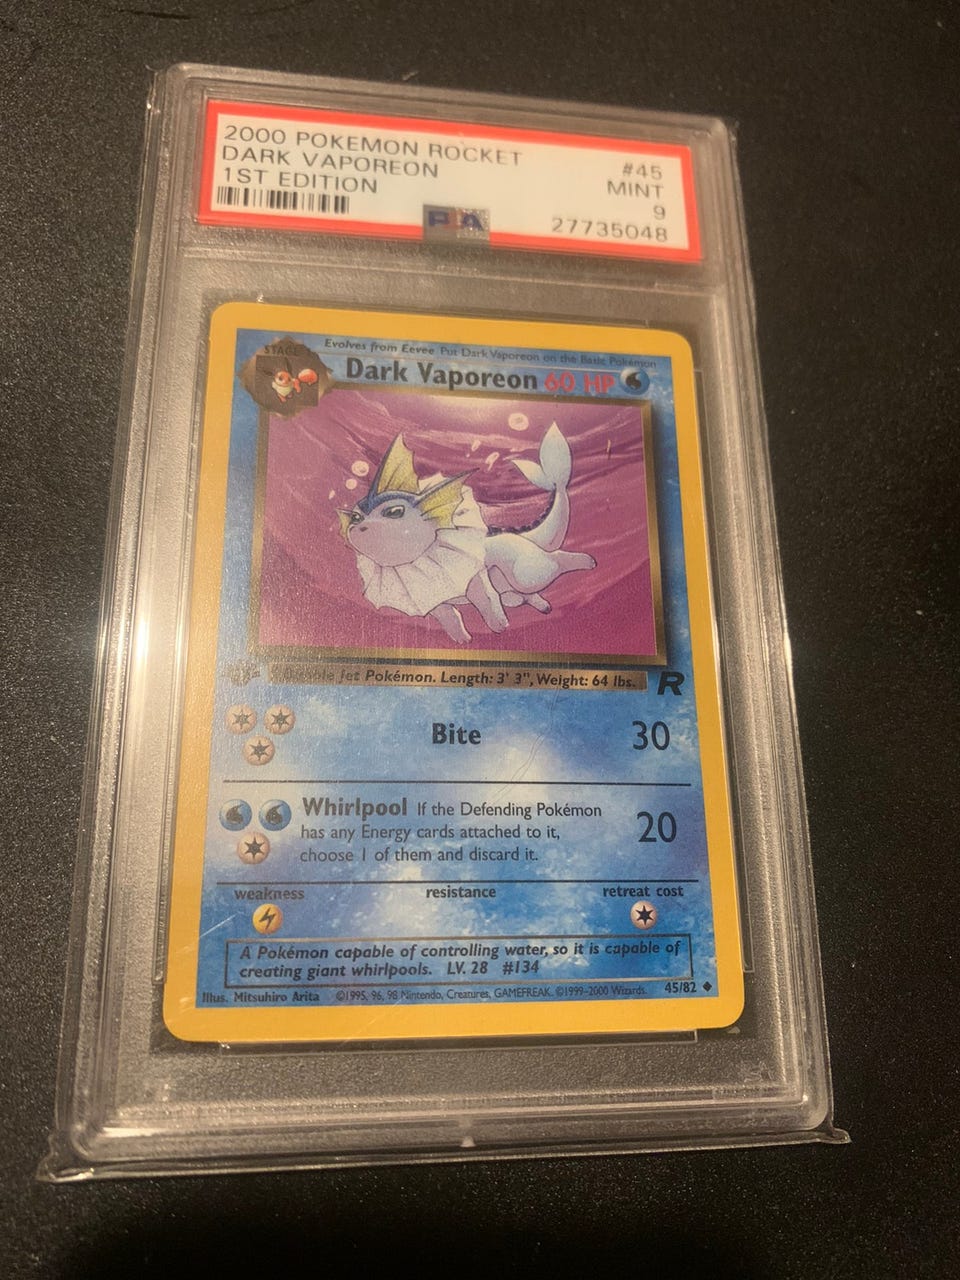 2000 POKEMON ROCKET #45
DARK VAPOREON MINT
1ST EDITION 9
PSA 27735048
Evolves from Eevee Put Dark Vaporeon on the Basic Pokémon
STAGE
Dark Vaporeon 60 HP
Jet Pokémon. Length: 3' 3", Weight: 64 lbs.
R
Bite 30
Whirlpool If the Defending Pokémon
has any Energy cards attached to it,
choose 1 of them and discard it.
20
weakness resistance retreat cost
A Pokémon capable of controlling water, so it is capable of
creating giant whirlpools. LV. 28 #134
Illus. Mitsuhiro Arita ©1995, 96, 98 Nintendo, Creatures, GAMEFREAK. ©1999-2000 Wizards. 45/82